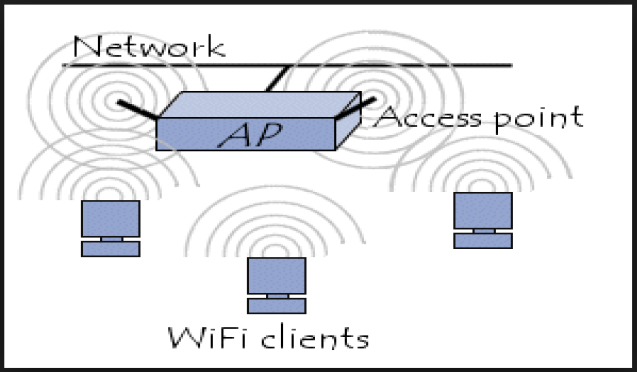 Network
AP
Access point
WiFi clients